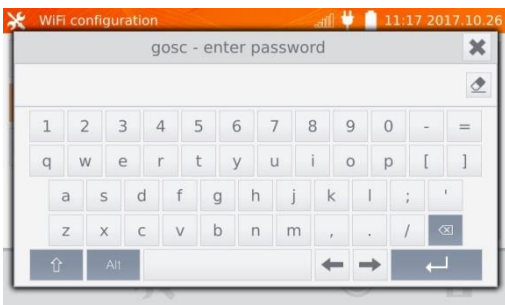 WiFi configuration 11:17 2017.10.26
gosc - enter password
1 2 3 4 5 6 7 8 9 0 - =
q w e r t y u i o p [ ]
a s d f g h j k l ; '
z x c v b n m , . /
Alt